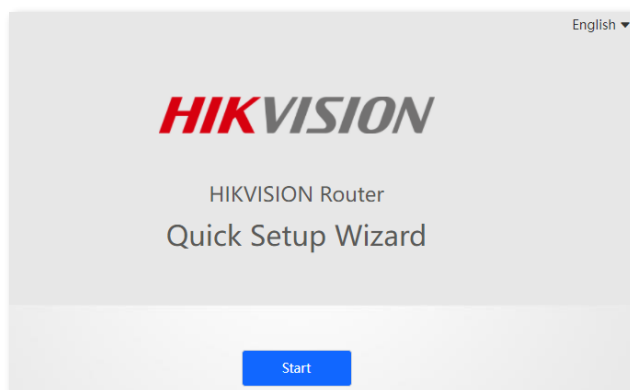 English
HIKVISION
HIKVISION Router
Quick Setup Wizard
Start